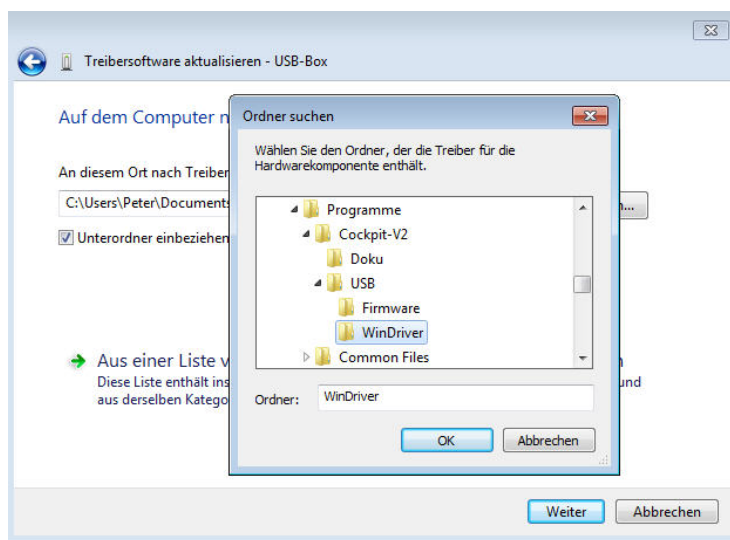 Treibersoftware aktualisieren - USB-Box
Auf dem Computer n
An diesem Ort nach Treiber
C:\Users\Peter\Documents
Unterordner einbeziehen
Aus einer Liste v
Diese Liste enthält ins
und
aus derselben Katego
Ordner suchen
Wählen Sie den Ordner, der die Treiber für die
Hardwarekomponente enthält.
Programme
Cockpit-V2
Doku
USB
Firmware
WinDriver
Common Files
Ordner: WinDriver
OK Abbrechen
Weiter Abbrechen